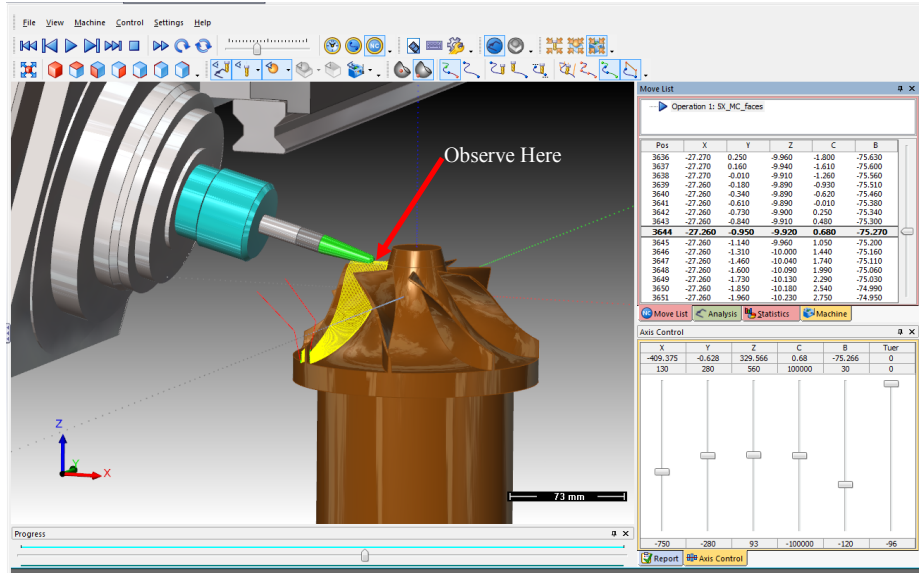 File View Machine Control Settings Help
NC
Move List
Operation 1: 5X_MC_faces
Pos X Y Z C B
3636 -27.270 0.250 -9.960 -1.800 -75.630
3637 -27.270 0.160 -9.940 -1.610 -75.600
3638 -27.270 -0.010 -9.910 -1.260 -75.560
3639 -27.260 -0.180 -9.890 -0.930 -75.510
3640 -27.260 -0.340 -9.890 -0.620 -75.460
3641 -27.260 -0.610 -9.890 -0.010 -75.380
3642 -27.260 -0.730 -9.900 0.250 -75.340
3643 -27.260 -0.840 -9.910 0.480 -75.300
3644 -27.260 -0.950 -9.920 0.680 -75.270
3645 -27.260 -1.140 -9.960 1.050 -75.200
3646 -27.260 -1.310 -10.000 1.440 -75.160
3647 -27.260 -1.460 -10.040 1.740 -75.110
3648 -27.260 -1.600 -10.090 1.990 -75.060
3649 -27.260 -1.730 -10.130 2.290 -75.030
3650 -27.260 -1.850 -10.180 2.540 -74.990
3651 -27.260 -1.960 -10.230 2.750 -74.950
NC Move List Analysis Statistics Machine
Observe Here
Axis Control
X Y Z C B Tuer
-409.375 -0.628 329.566 0.68 -75.266 0
130 280 560 100000 30 0
-750 -280 93 -100000 -120 -96
Report Axis Control
Z
Y
X
73 mm
Progress